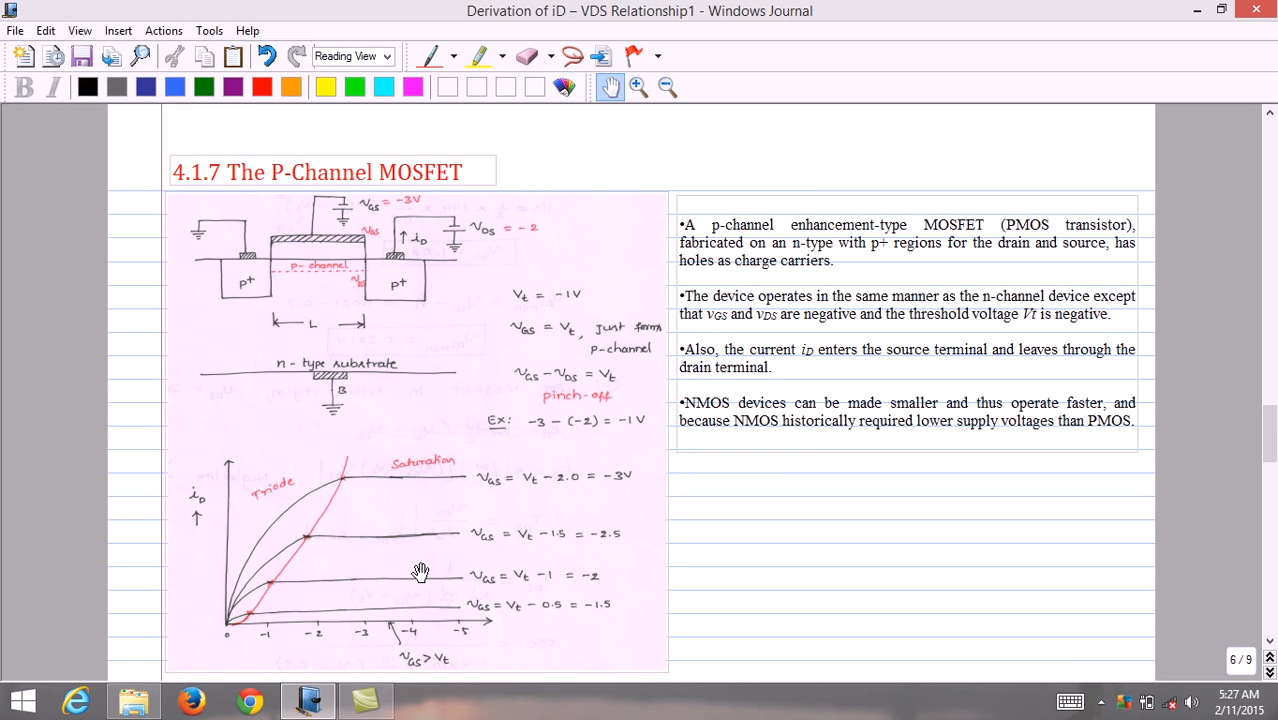 Derivation of iD – VDS Relationship1 - Windows Journal
File Edit View Insert Actions Tools Help
Reading View
B I
4.1.7 The P-Channel MOSFET
vGS = -3V
vGS
iD
vDS = -2
p-channel
vDS
p+
p+
L
n-type substrate
B
Vt = -1V
vGS = Vt, Just forms
p-channel
vGS - vDS = Vt
pinch-off
Ex: -3 - (-2) = -1V
iD
Triode
Saturation
vGS = Vt - 2.0 = -3V
vGS = Vt - 1.5 = -2.5
vGS = Vt - 1 = -2
vGS = Vt - 0.5 = -1.5
0 -1 -2 -3 -4 -5
vGS > Vt
•A p-channel enhancement-type MOSFET (PMOS transistor),
fabricated on an n-type with p+ regions for the drain and source, has
holes as charge carriers.
•The device operates in the same manner as the n-channel device except
that vGS and vDS are negative and the threshold voltage Vt is negative.
•Also, the current iD enters the source terminal and leaves through the
drain terminal.
•NMOS devices can be made smaller and thus operate faster, and
because NMOS historically required lower supply voltages than PMOS.
6 / 9
5:27 AM
2/11/2015